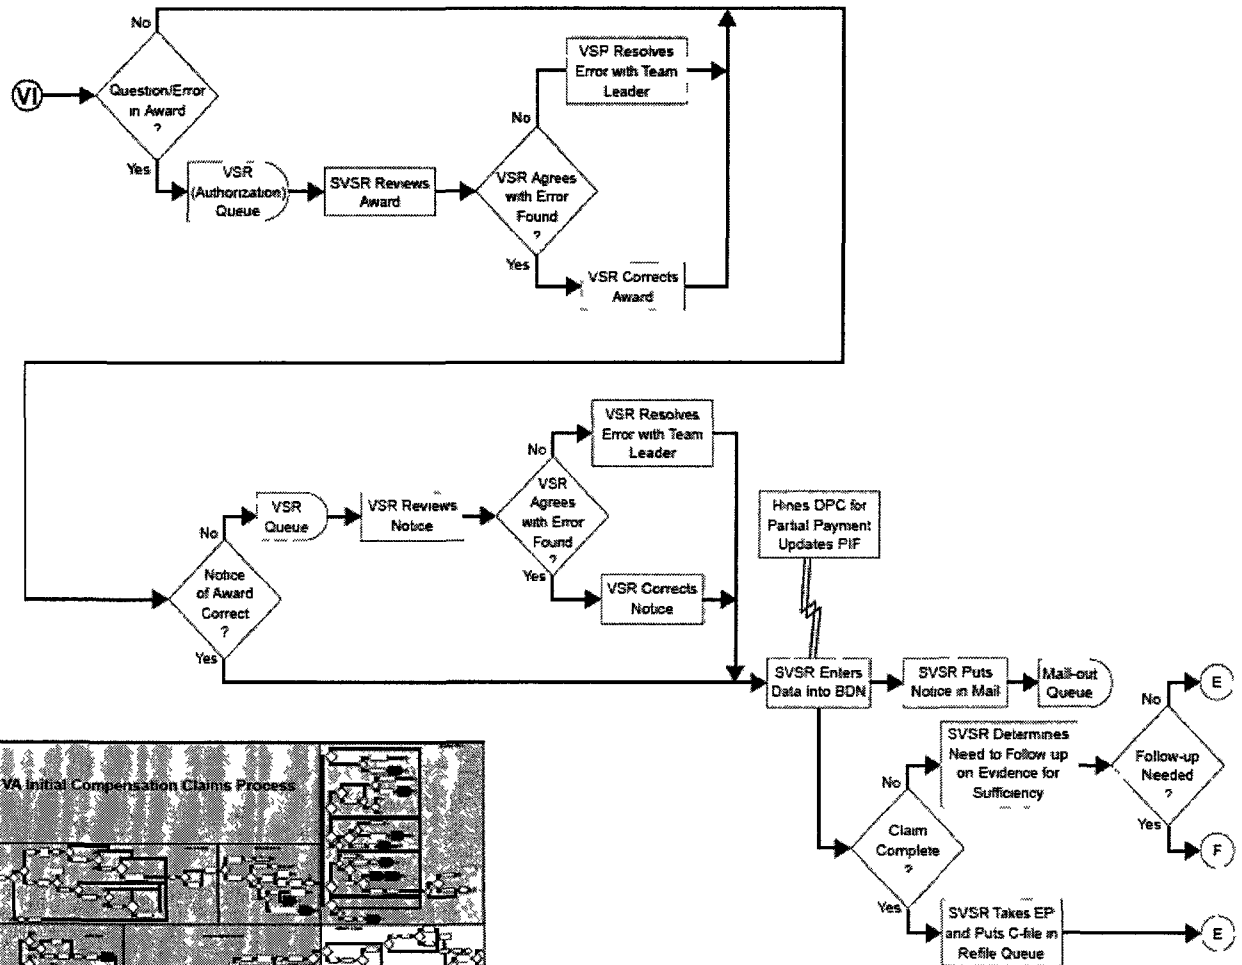 No
VI
Question/Error
in Award
?
Yes
VSR
(Authorization)
Queue
SVSR Reviews
Award
No
VSR Agrees
with Error
Found
?
Yes
VSP Resolves
Error with Team
Leader
VSR Corrects
Award
Notice
of Award
Correct
?
No
Yes
VSR
Queue
VSR Reviews
Notice
No
VSR
Agrees
with Error
Found
?
Yes
VSR Resolves
Error with Team
Leader
VSR Corrects
Notice
Hines DPC for
Partial Payment
Updates PIF
SVSR Enters
Data into BDN
SVSR Puts
Notice in Mail
Mail-out
Queue
Claim
Complete
?
No
Yes
SVSR Determines
Need to Follow up
on Evidence for
Sufficiency
Follow-up
Needed
?
No
E
Yes
F
SVSR Takes EP
and Puts C-file in
Refile Queue
E
VA Initial Compensation Claims Process